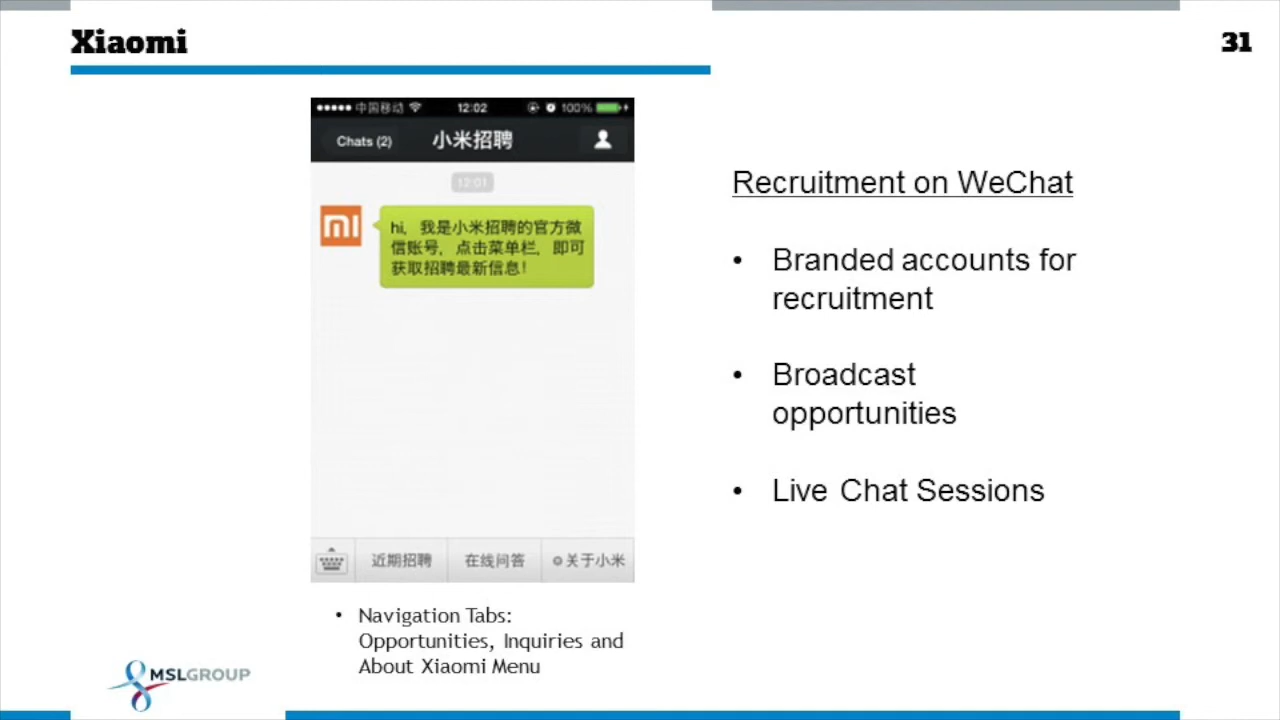 Xiaomi
31
中国移动 12:02 100%
Chats (2) 小米招聘
12:01
hi, 我是小米招聘的官方微
信账号, 点击菜单栏, 即可
获取招聘最新信息!
近期招聘 在线问答 关于小米
• Navigation Tabs:
Opportunities, Inquiries and
About Xiaomi Menu
Recruitment on WeChat
• Branded accounts for
recruitment
• Broadcast
opportunities
• Live Chat Sessions
MSLGROUP